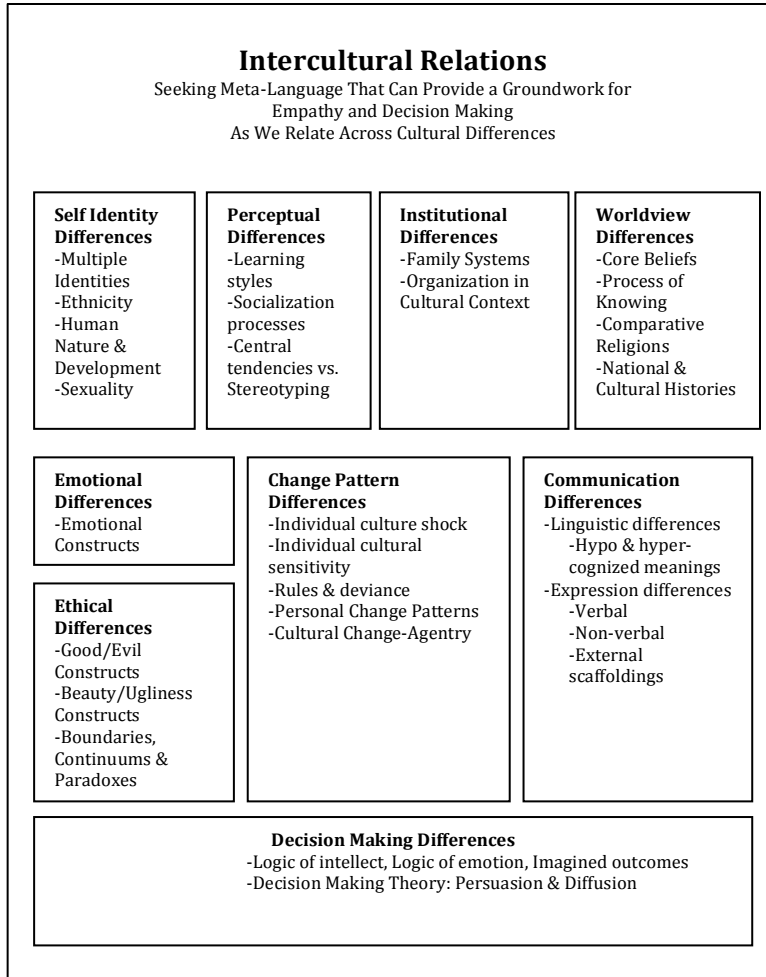 Intercultural Relations
Seeking Meta-Language That Can Provide a Groundwork for
Empathy and Decision Making
As We Relate Across Cultural Differences
Self Identity
Differences
-Multiple
Identities
-Ethnicity
-Human
Nature &
Development
-Sexuality
Perceptual
Differences
-Learning
styles
-Socialization
processes
-Central
tendencies vs.
Stereotyping
Institutional
Differences
-Family Systems
-Organization in
Cultural Context
Worldview
Differences
-Core Beliefs
-Process of
Knowing
-Comparative
Religions
-National &
Cultural Histories
Emotional
Differences
-Emotional
Constructs
Ethical
Differences
-Good/Evil
Constructs
-Beauty/Ugliness
Constructs
-Boundaries,
Continuums &
Paradoxes
Change Pattern
Differences
-Individual culture shock
-Individual cultural
sensitivity
-Rules & deviance
-Personal Change Patterns
-Cultural Change-Agentry
Communication
Differences
-Linguistic differences
-Hypo & hyper-
cognized meanings
-Expression differences
-Verbal
-Non-verbal
-External
scaffoldings
Decision Making Differences
-Logic of intellect, Logic of emotion, Imagined outcomes
-Decision Making Theory: Persuasion & Diffusion